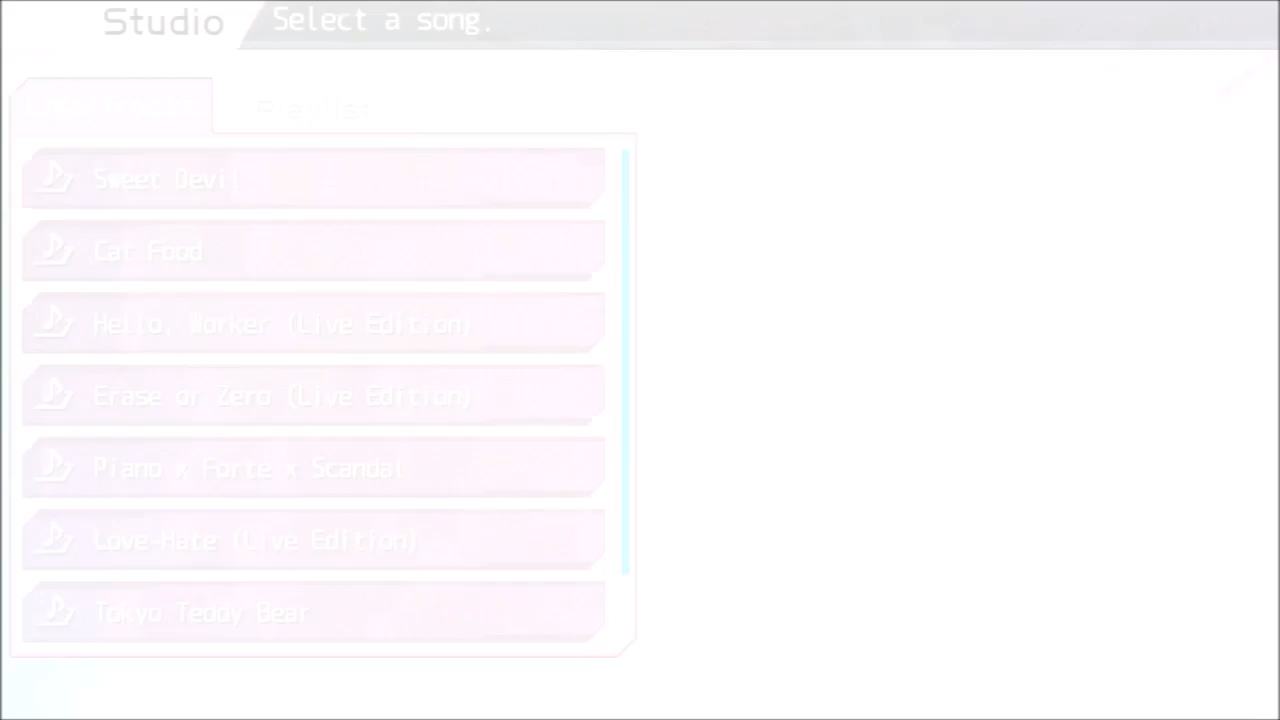 Studio
Select a song.
Playlist
Sweet Devil
Cat Food
Hello, Worker (Live Edition)
Erase or Zero (Live Edition)
Piano x Forte x Scandal
Love-Hate (Live Edition)
Tokyo Teddy Bear